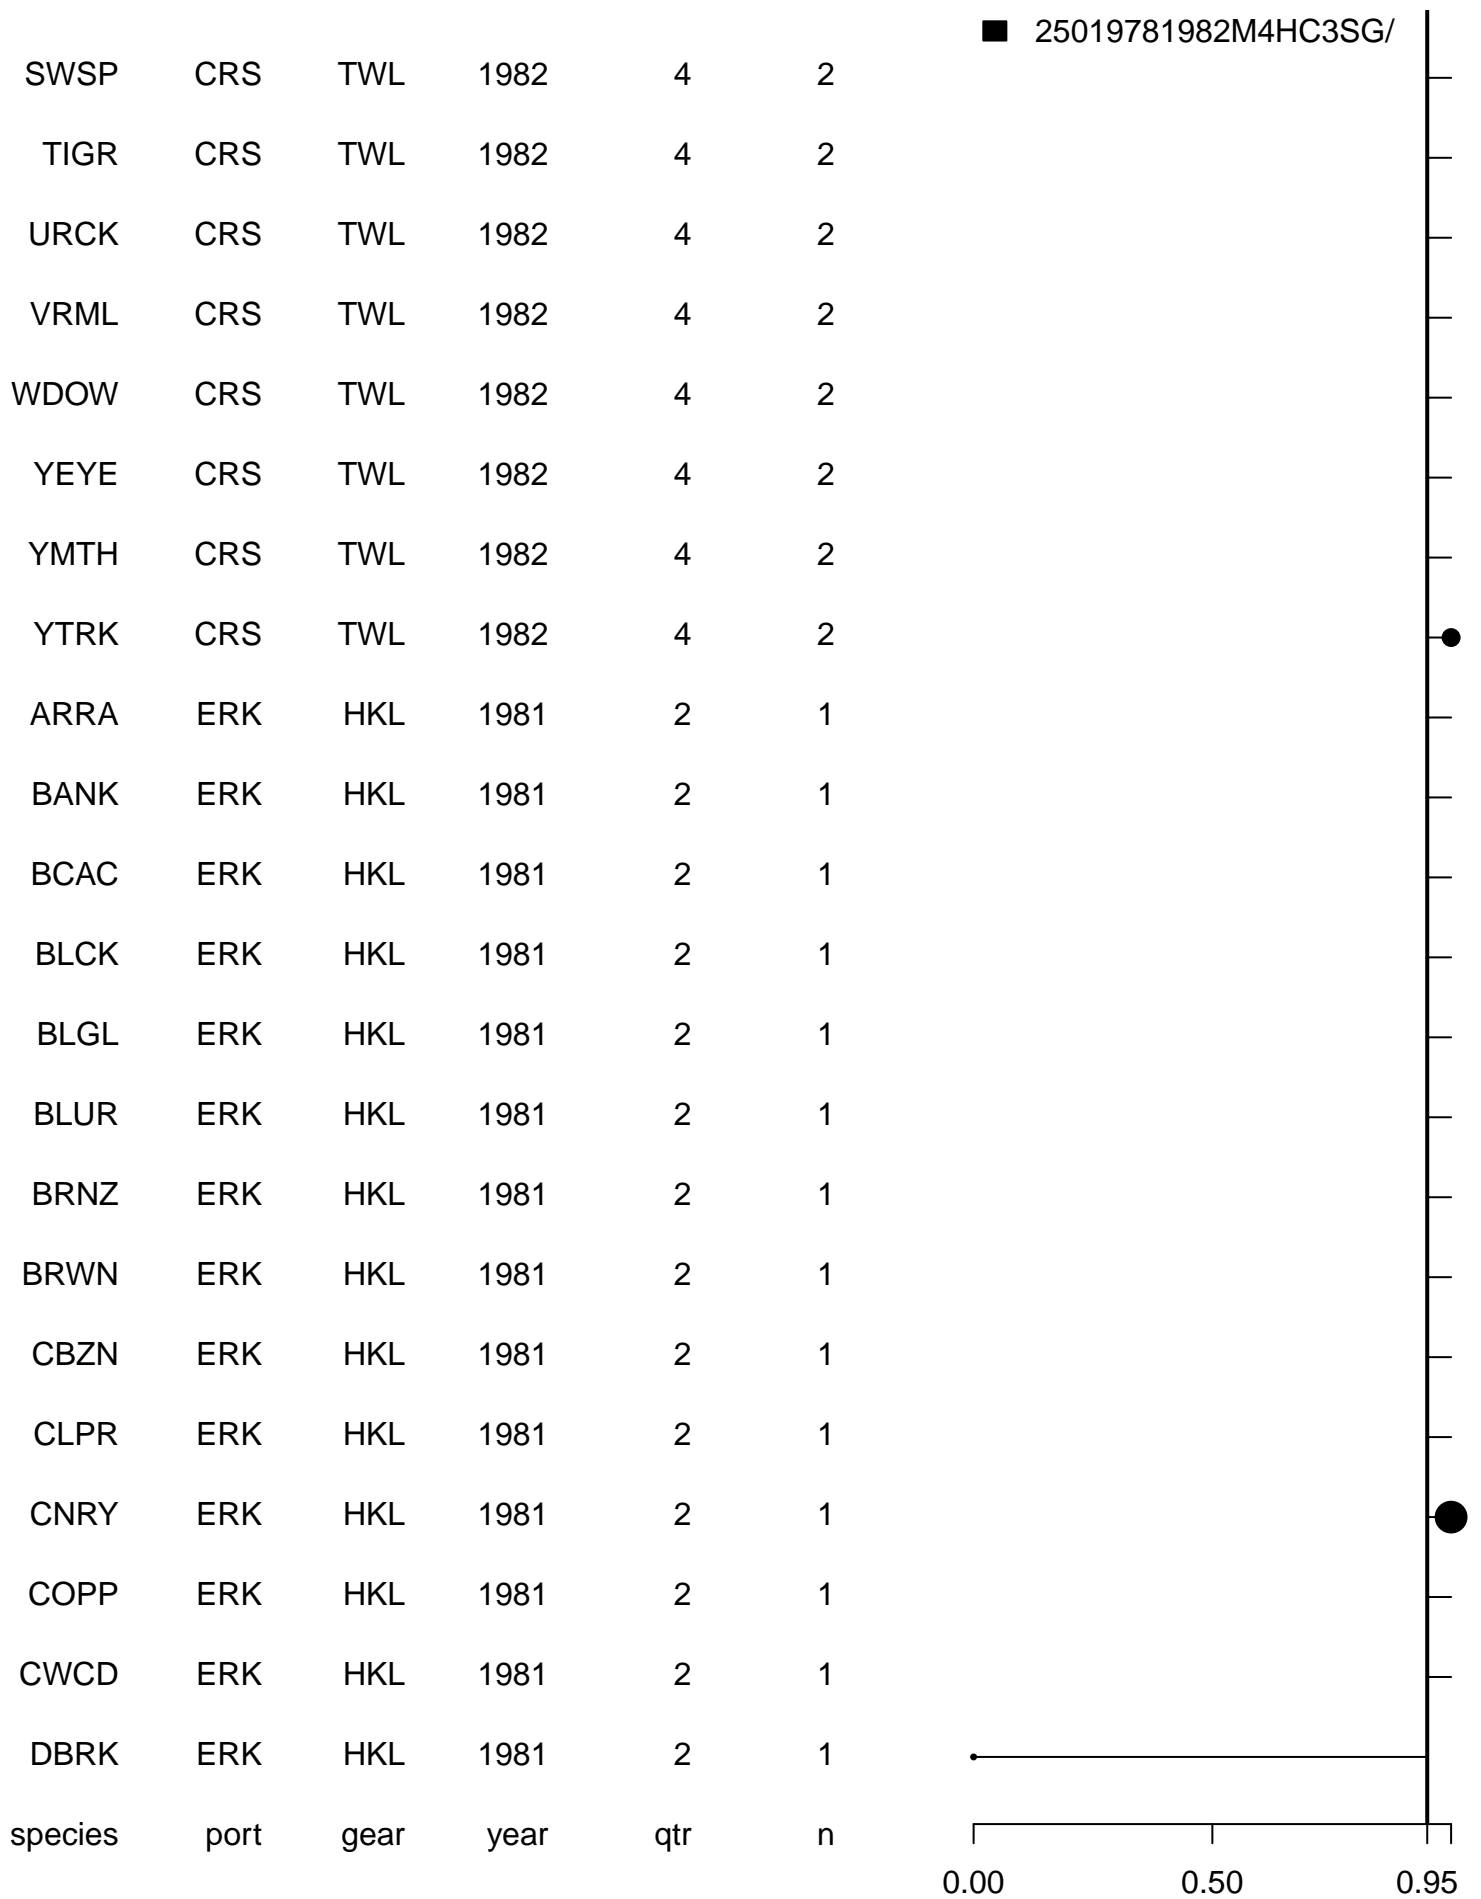 25019781982M4HC3SG/
SWSP CRS TWL 1982 4 2
TIGR CRS TWL 1982 4 2
URCK CRS TWL 1982 4 2
VRML CRS TWL 1982 4 2
WDOW CRS TWL 1982 4 2
YEYE CRS TWL 1982 4 2
YMTH CRS TWL 1982 4 2
YTRK CRS TWL 1982 4 2
ARRA ERK HKL 1981 2 1
BANK ERK HKL 1981 2 1
BCAC ERK HKL 1981 2 1
BLCK ERK HKL 1981 2 1
BLGL ERK HKL 1981 2 1
BLUR ERK HKL 1981 2 1
BRNZ ERK HKL 1981 2 1
BRWN ERK HKL 1981 2 1
CBZN ERK HKL 1981 2 1
CLPR ERK HKL 1981 2 1
CNRY ERK HKL 1981 2 1
COPP ERK HKL 1981 2 1
CWCD ERK HKL 1981 2 1
DBRK ERK HKL 1981 2 1
species port gear year qtr n
0.00 0.50 0.95